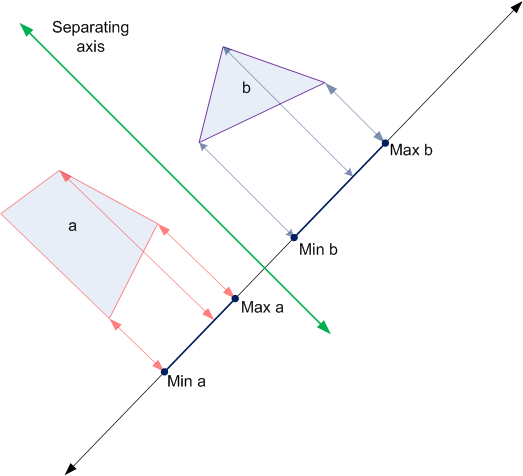 Separating
axis
b
Max b
a
Min b
Max a
Min a